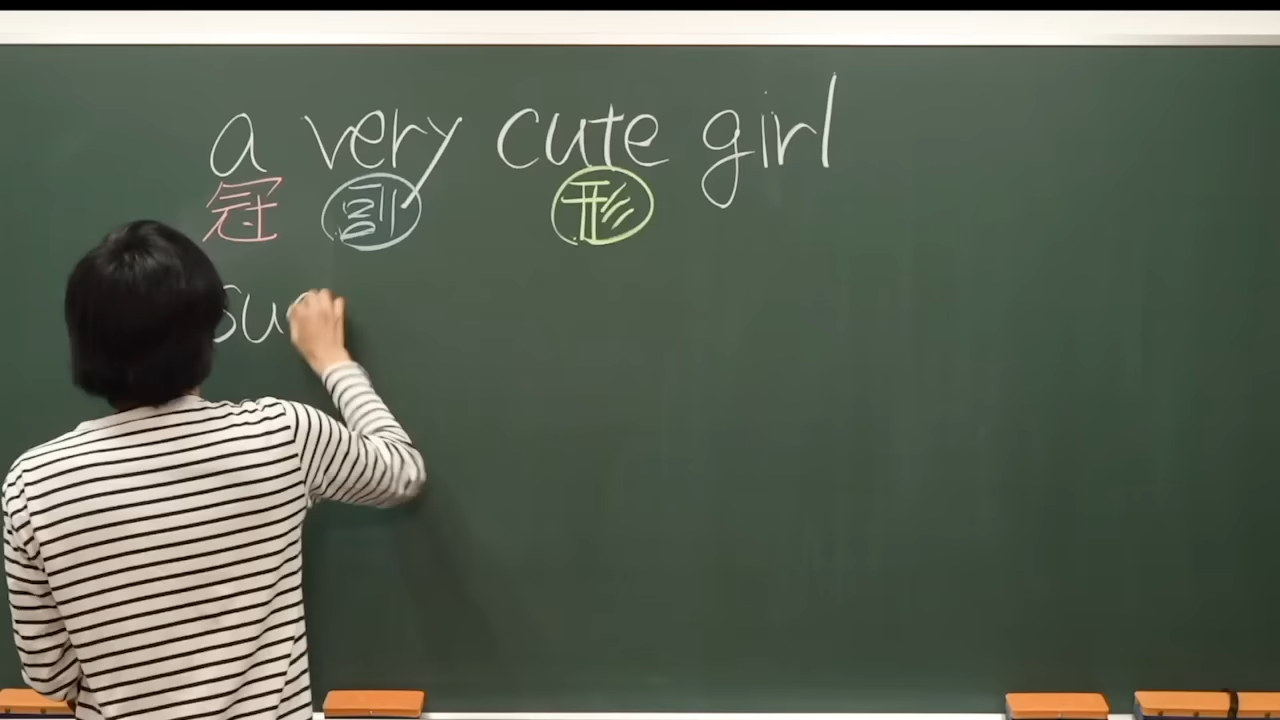 a very cute girl
冠 副 形
su